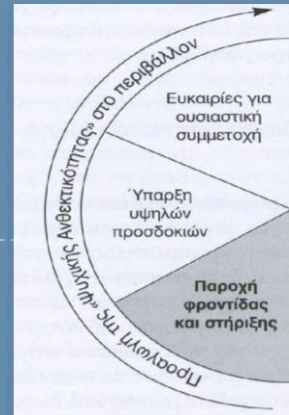 Προαγωγή της «Ψυχικής Ανθεκτικότητας» στο περιβάλλον
Ευκαιρίες για
ουσιαστική
συμμετοχή
Ύπαρξη
υψηλών
προσδοκιών
Παροχή
φροντίδας
και στήριξης